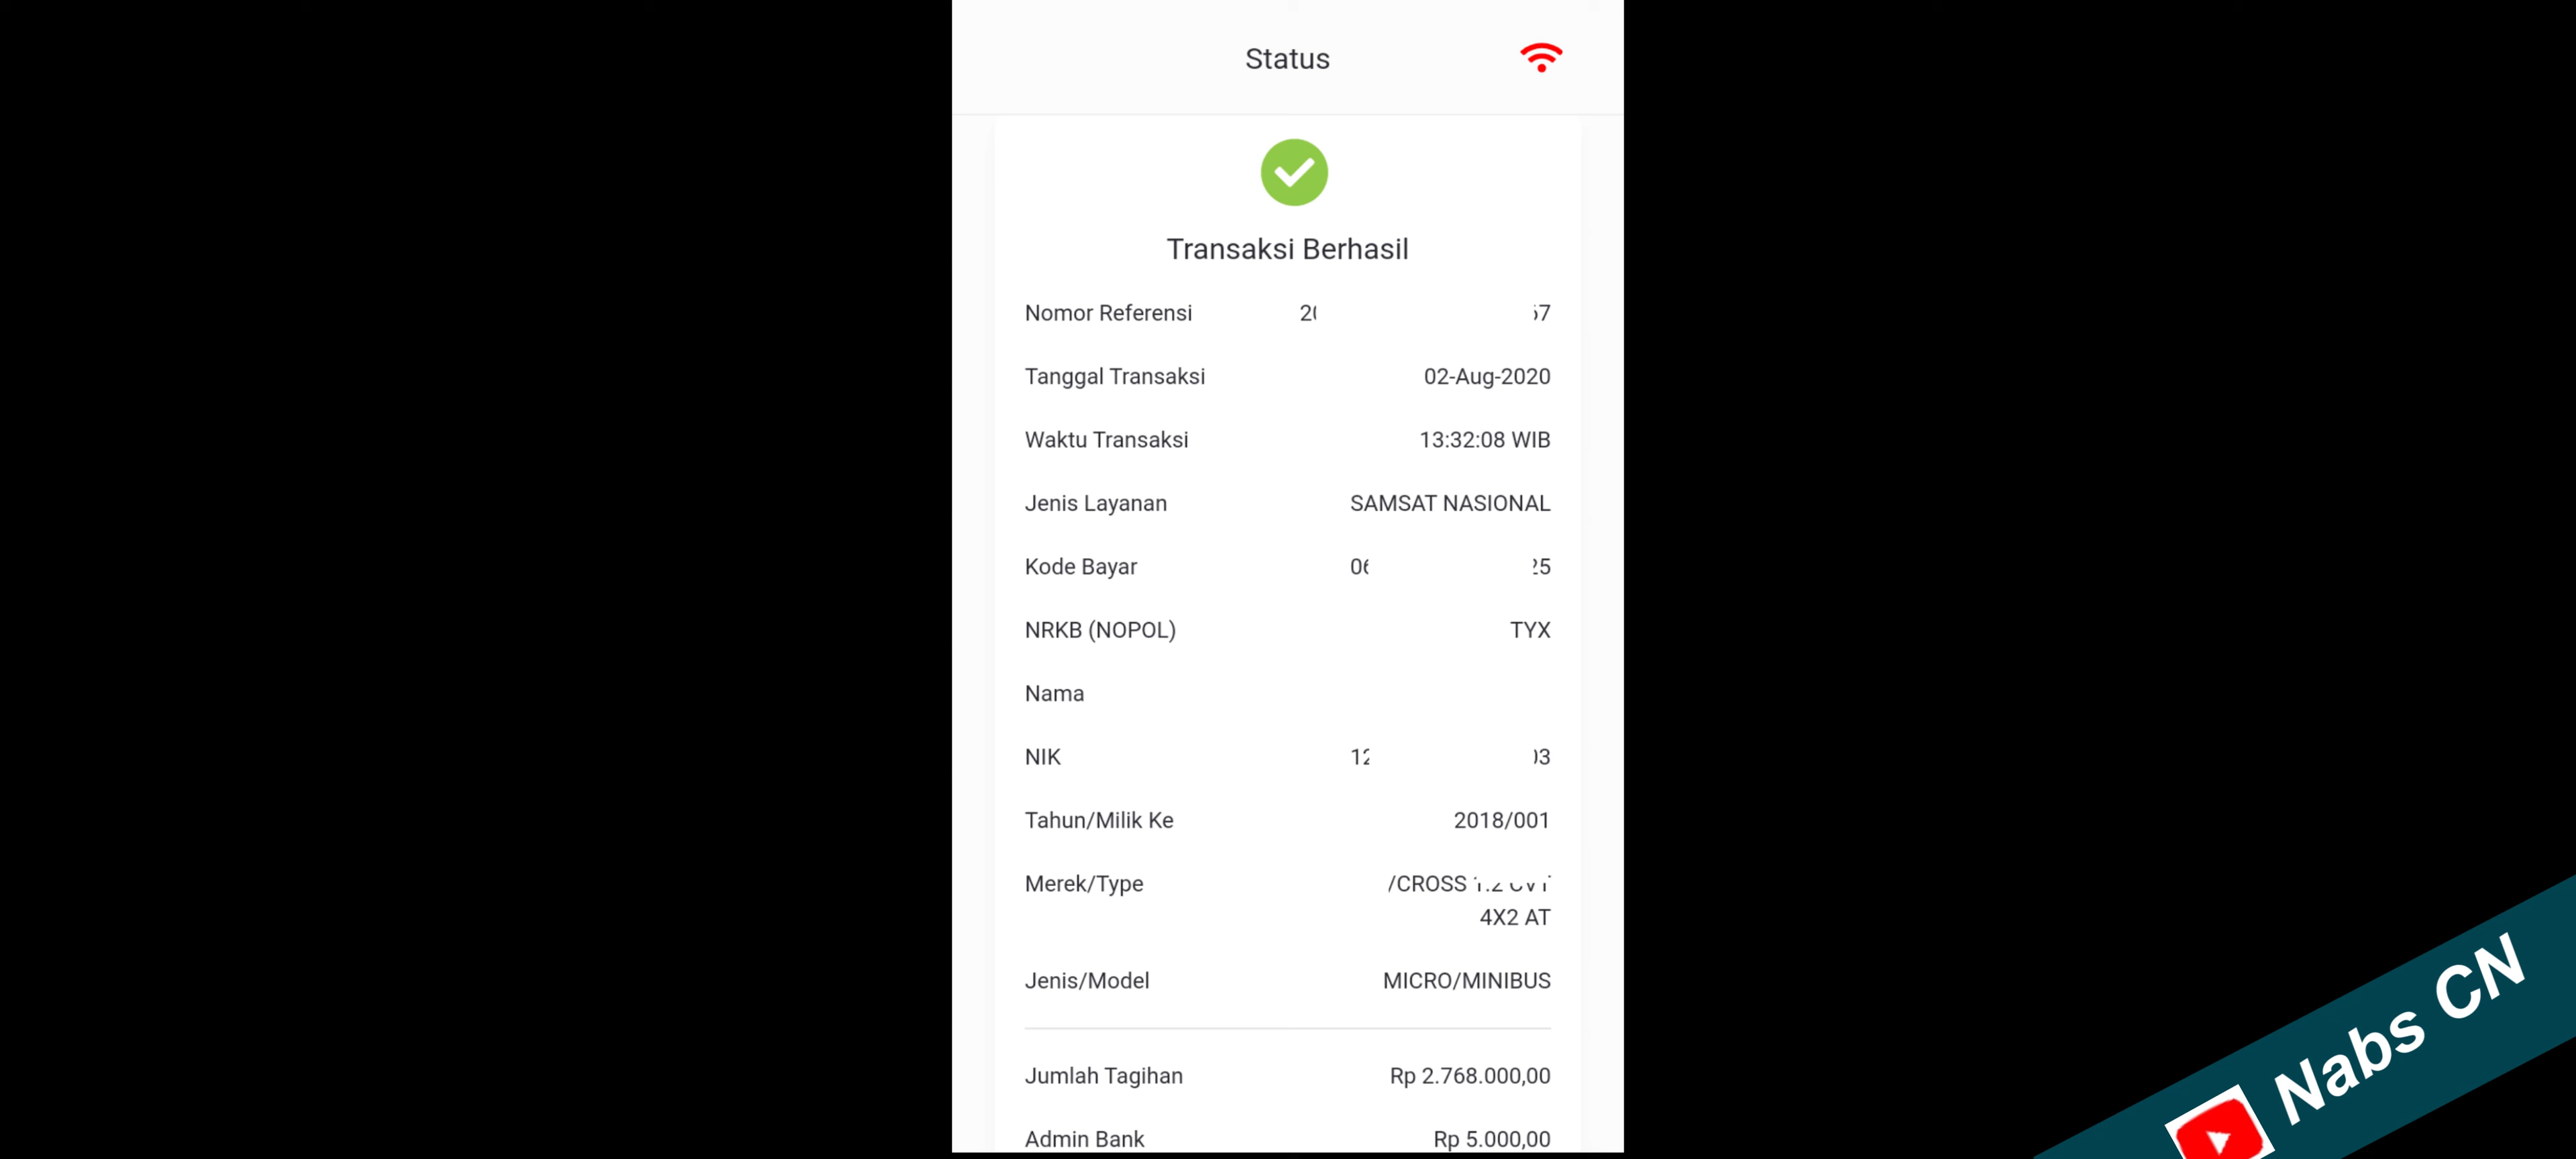 Status
Transaksi Berhasil
Nomor Referensi
Tanggal Transaksi 02-Aug-2020
Waktu Transaksi 13:32:08 WIB
Jenis Layanan SAMSAT NASIONAL
Kode Bayar
NRKB (NOPOL) TYX
Nama
NIK
Tahun/Milik Ke 2018/001
Merek/Type /CROSS
4X2 AT
Jenis/Model MICRO/MINIBUS
Jumlah Tagihan Rp 2.768.000,00
Admin Bank Rp 5.000,00
Nabs CN